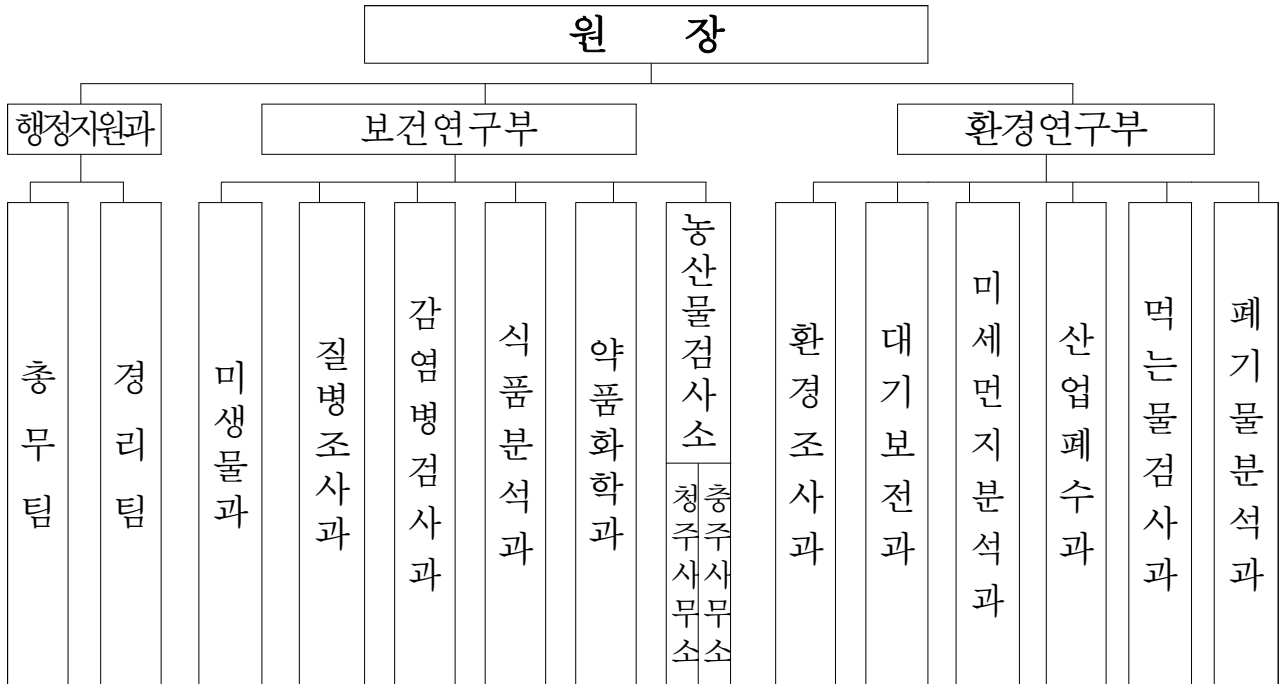 원 장
행정지원과
보건연구부
환경연구부
총무팀
경리팀
미생물과
질병조사과
감염병검사과
식품분석과
약품화학과
농산물검사소
청주사무소
충주사무소
환경조사과
대기보전과
미세먼지분석과
산업폐수과
먹는물검사과
폐기물분석과